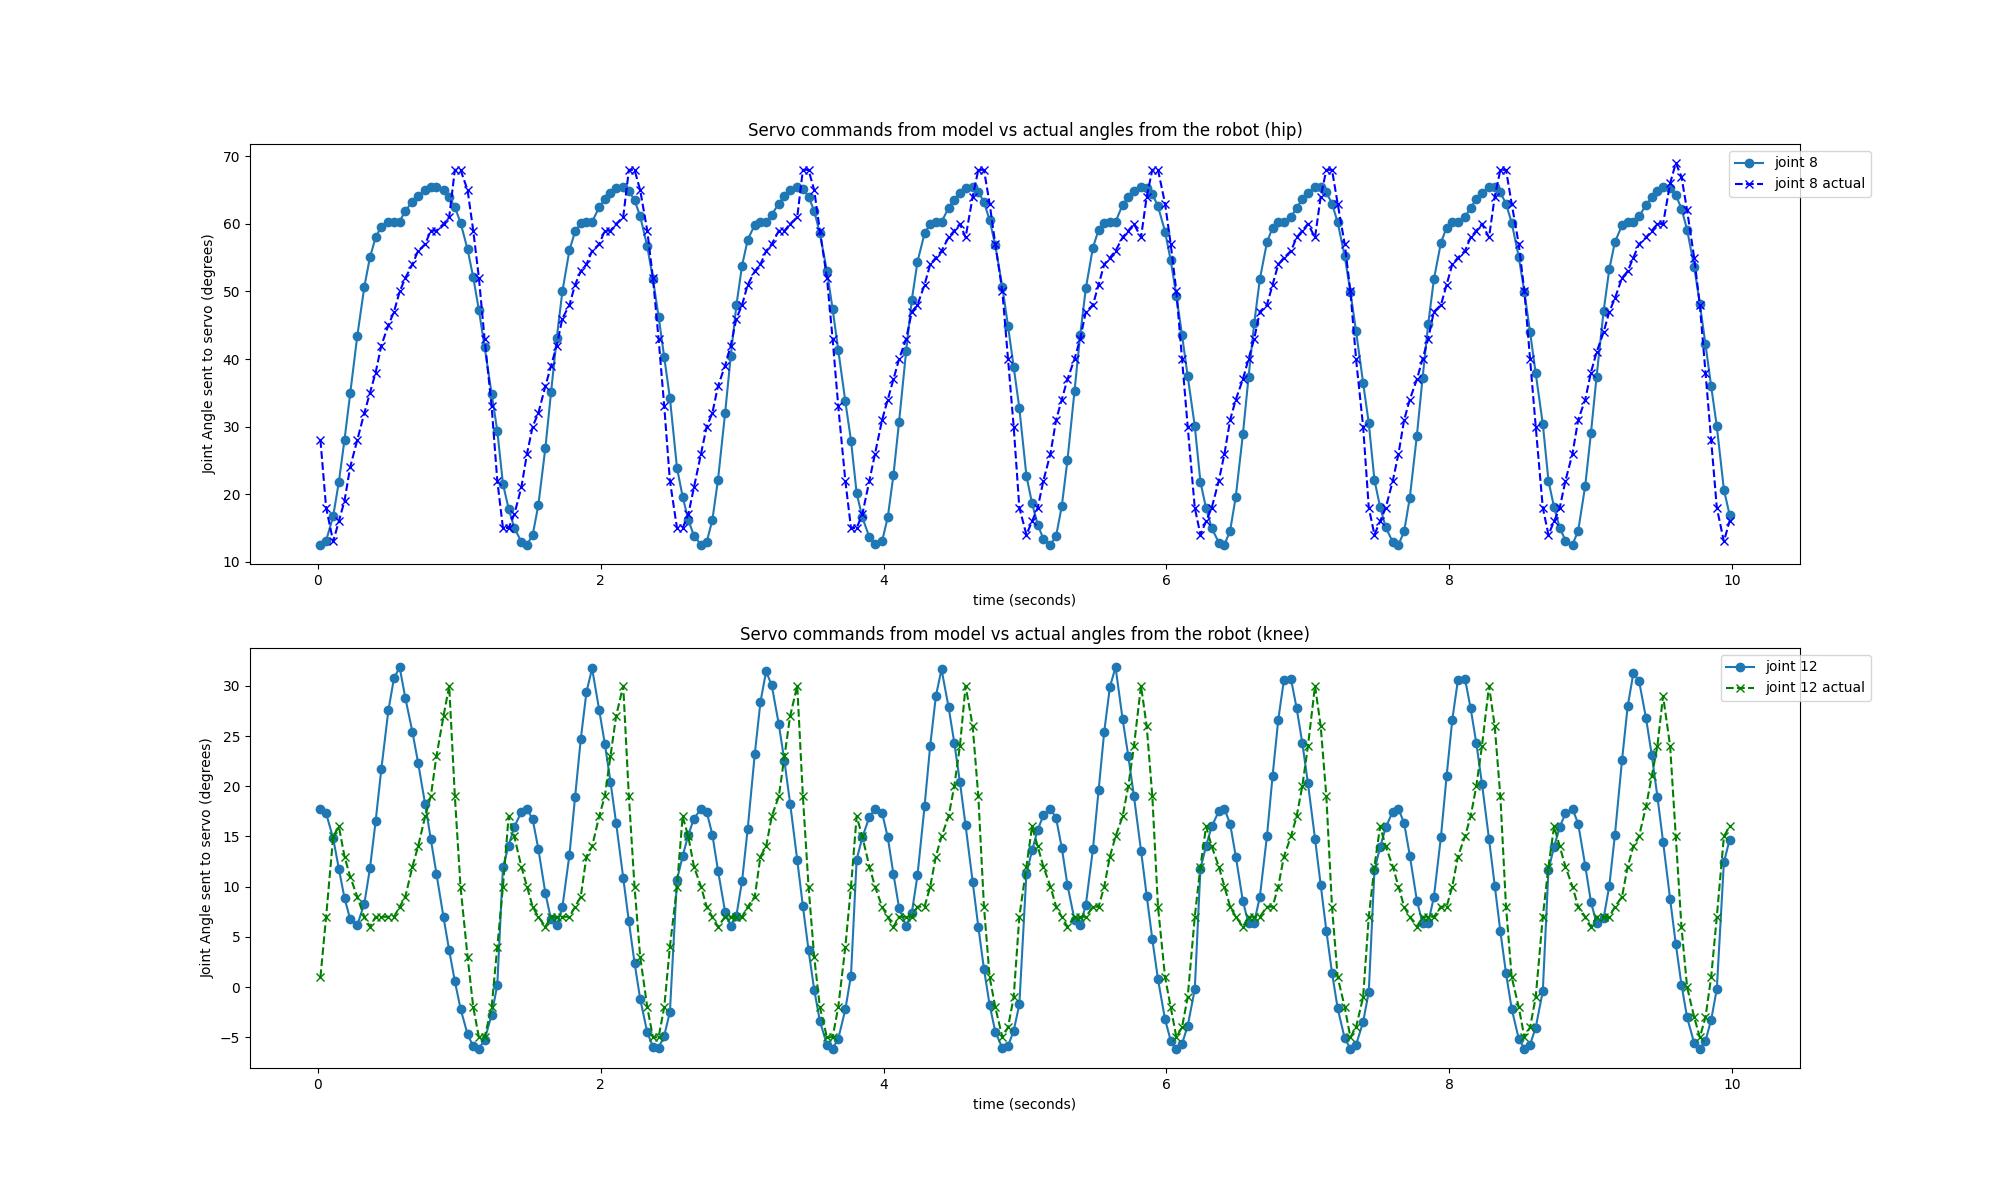 Servo commands from model vs actual angles from the robot (hip)
Joint Angle sent to servo (degrees)
70
60
50
40
30
20
10
joint 8
joint 8 actual
0 2 4 6 8 10
time (seconds)
Servo commands from model vs actual angles from the robot (knee)
Joint Angle sent to servo (degrees)
30
25
20
15
10
5
0
−5
joint 12
joint 12 actual
0 2 4 6 8 10
time (seconds)